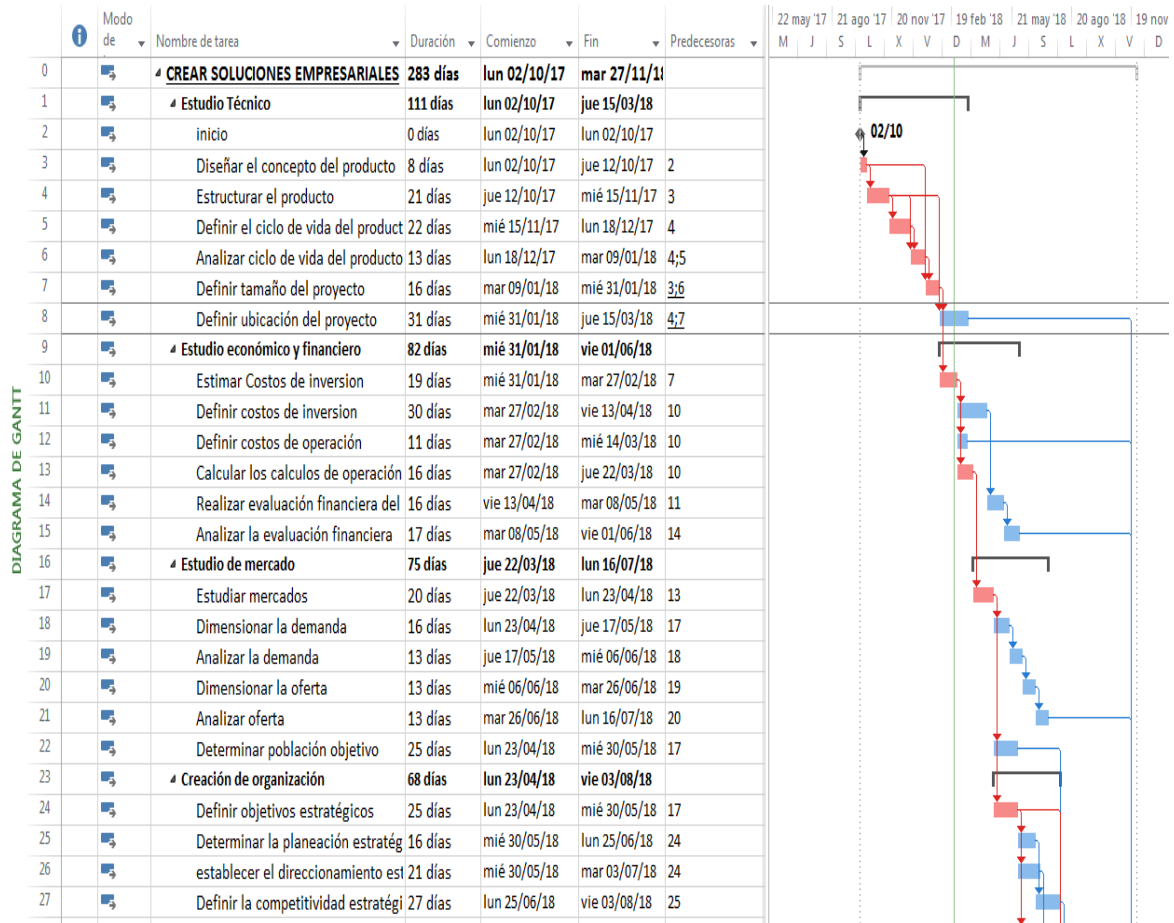 DIAGRAMA DE GANTT
Modo de Nombre de tarea Duración Comienzo Fin Predecesoras
22 may '17 21 ago '17 20 nov '17 19 feb '18 21 may '18 20 ago '18 19 nov
M J S L X V D M J S L X V D
0 CREAR SOLUCIONES EMPRESARIALES 283 días lun 02/10/17 mar 27/11/18
1 Estudio Técnico 111 días lun 02/10/17 jue 15/03/18
2 inicio 0 días lun 02/10/17 lun 02/10/17 02/10
3 Diseñar el concepto del producto 8 días lun 02/10/17 jue 12/10/17 2
4 Estructurar el producto 21 días jue 12/10/17 mié 15/11/17 3
5 Definir el ciclo de vida del product 22 días mié 15/11/17 lun 18/12/17 4
6 Analizar ciclo de vida del producto 13 días lun 18/12/17 mar 09/01/18 4;5
7 Definir tamaño del proyecto 16 días mar 09/01/18 mié 31/01/18 3;6
8 Definir ubicación del proyecto 31 días mié 31/01/18 jue 15/03/18 4;7
9 Estudio económico y financiero 82 días mié 31/01/18 vie 01/06/18
10 Estimar Costos de inversion 19 días mié 31/01/18 mar 27/02/18 7
11 Definir costos de inversion 30 días mar 27/02/18 vie 13/04/18 10
12 Definir costos de operación 11 días mar 27/02/18 mié 14/03/18 10
13 Calcular los calculos de operación 16 días mar 27/02/18 jue 22/03/18 10
14 Realizar evaluación financiera del 16 días vie 13/04/18 mar 08/05/18 11
15 Analizar la evaluación financiera 17 días mar 08/05/18 vie 01/06/18 14
16 Estudio de mercado 75 días jue 22/03/18 lun 16/07/18
17 Estudiar mercados 20 días jue 22/03/18 lun 23/04/18 13
18 Dimensionar la demanda 16 días lun 23/04/18 jue 17/05/18 17
19 Analizar la demanda 13 días jue 17/05/18 mié 06/06/18 18
20 Dimensionar la oferta 13 días mié 06/06/18 mar 26/06/18 19
21 Analizar oferta 13 días mar 26/06/18 lun 16/07/18 20
22 Determinar población objetivo 25 días lun 23/04/18 mié 30/05/18 17
23 Creación de organización 68 días lun 23/04/18 vie 03/08/18
24 Definir objetivos estratégicos 25 días lun 23/04/18 mié 30/05/18 17
25 Determinar la planeación estratég 16 días mié 30/05/18 lun 25/06/18 24
26 establecer el direccionamiento est 21 días mié 30/05/18 mar 03/07/18 24
27 Definir la competitividad estratégi 27 días lun 25/06/18 vie 03/08/18 25